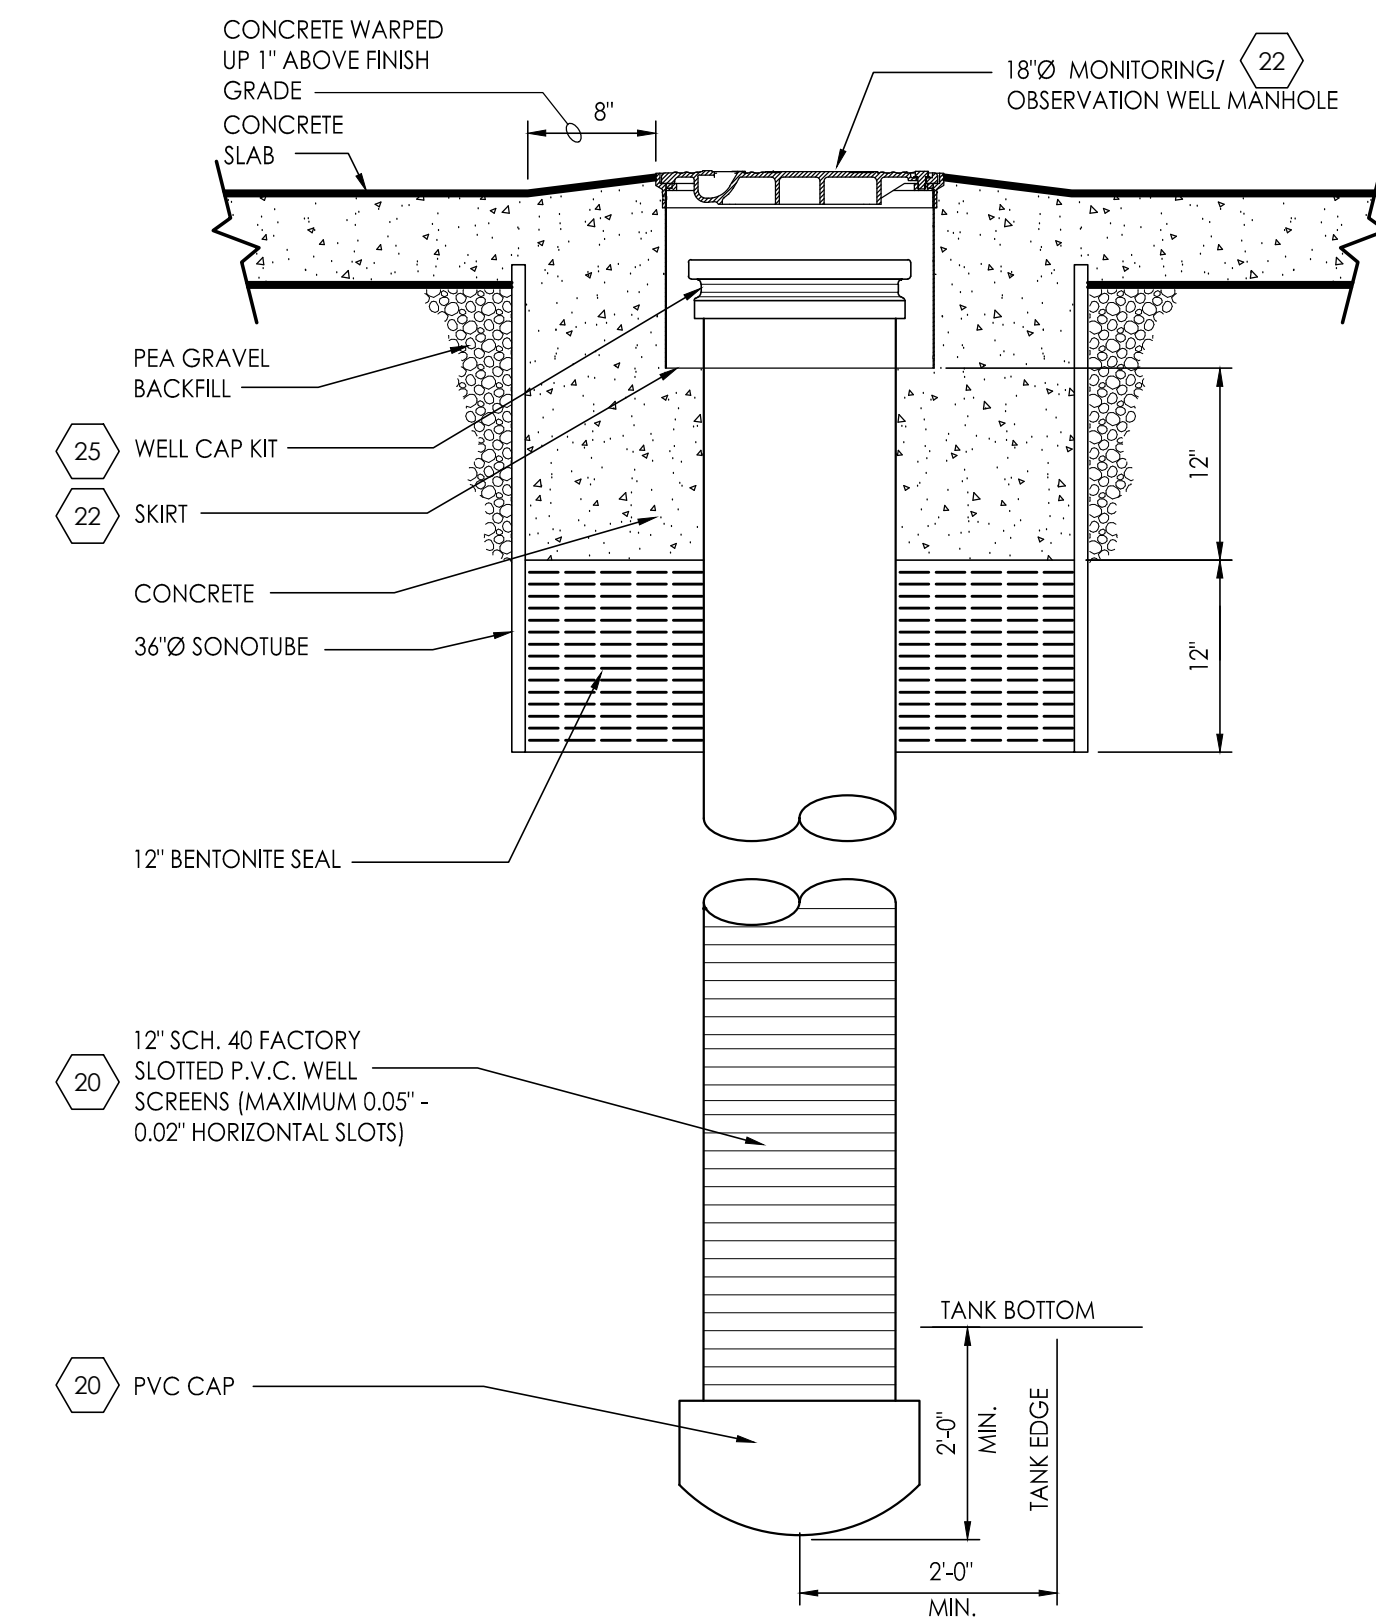 CONCRETE WARPED
UP 1" ABOVE FINISH
GRADE
CONCRETE
SLAB
8"
18"Ø MONITORING/
OBSERVATION WELL MANHOLE
22
PEA GRAVEL
BACKFILL
25
WELL CAP KIT
22
SKIRT
CONCRETE
36"Ø SONOTUBE
12"
12"
12" BENTONITE SEAL
20
12" SCH. 40 FACTORY
SLOTTED P.V.C. WELL
SCREENS (MAXIMUM 0.05" -
0.02" HORIZONTAL SLOTS)
TANK BOTTOM
20
PVC CAP
2'-0"
MIN.
TANK EDGE
2'-0"
MIN.